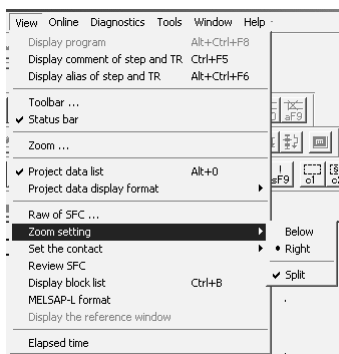 View Online Diagnostics Tools Window Help
Display program Alt+Ctrl+F8
Display comment of step and TR Ctrl+F5
Display alias of step and TR Alt+Ctrl+F6
Toolbar ...
Status bar
Zoom ...
Project data list Alt+0
Project data display format
Raw of SFC ...
Zoom setting
Below
Set the contact
Right
Review SFC
Display block list Ctrl+B
Split
MELSAP-L format
Display the reference window
Elapsed time
aF9
sF9 c1